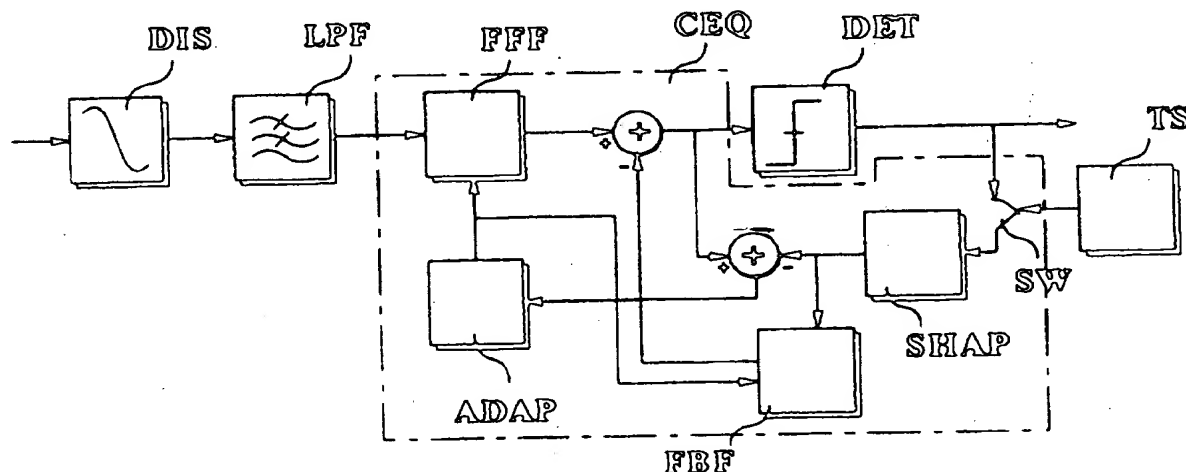 DIS
LPF
FFF
CEQ
DET
TS
SW
SHAP
ADAP
FBF